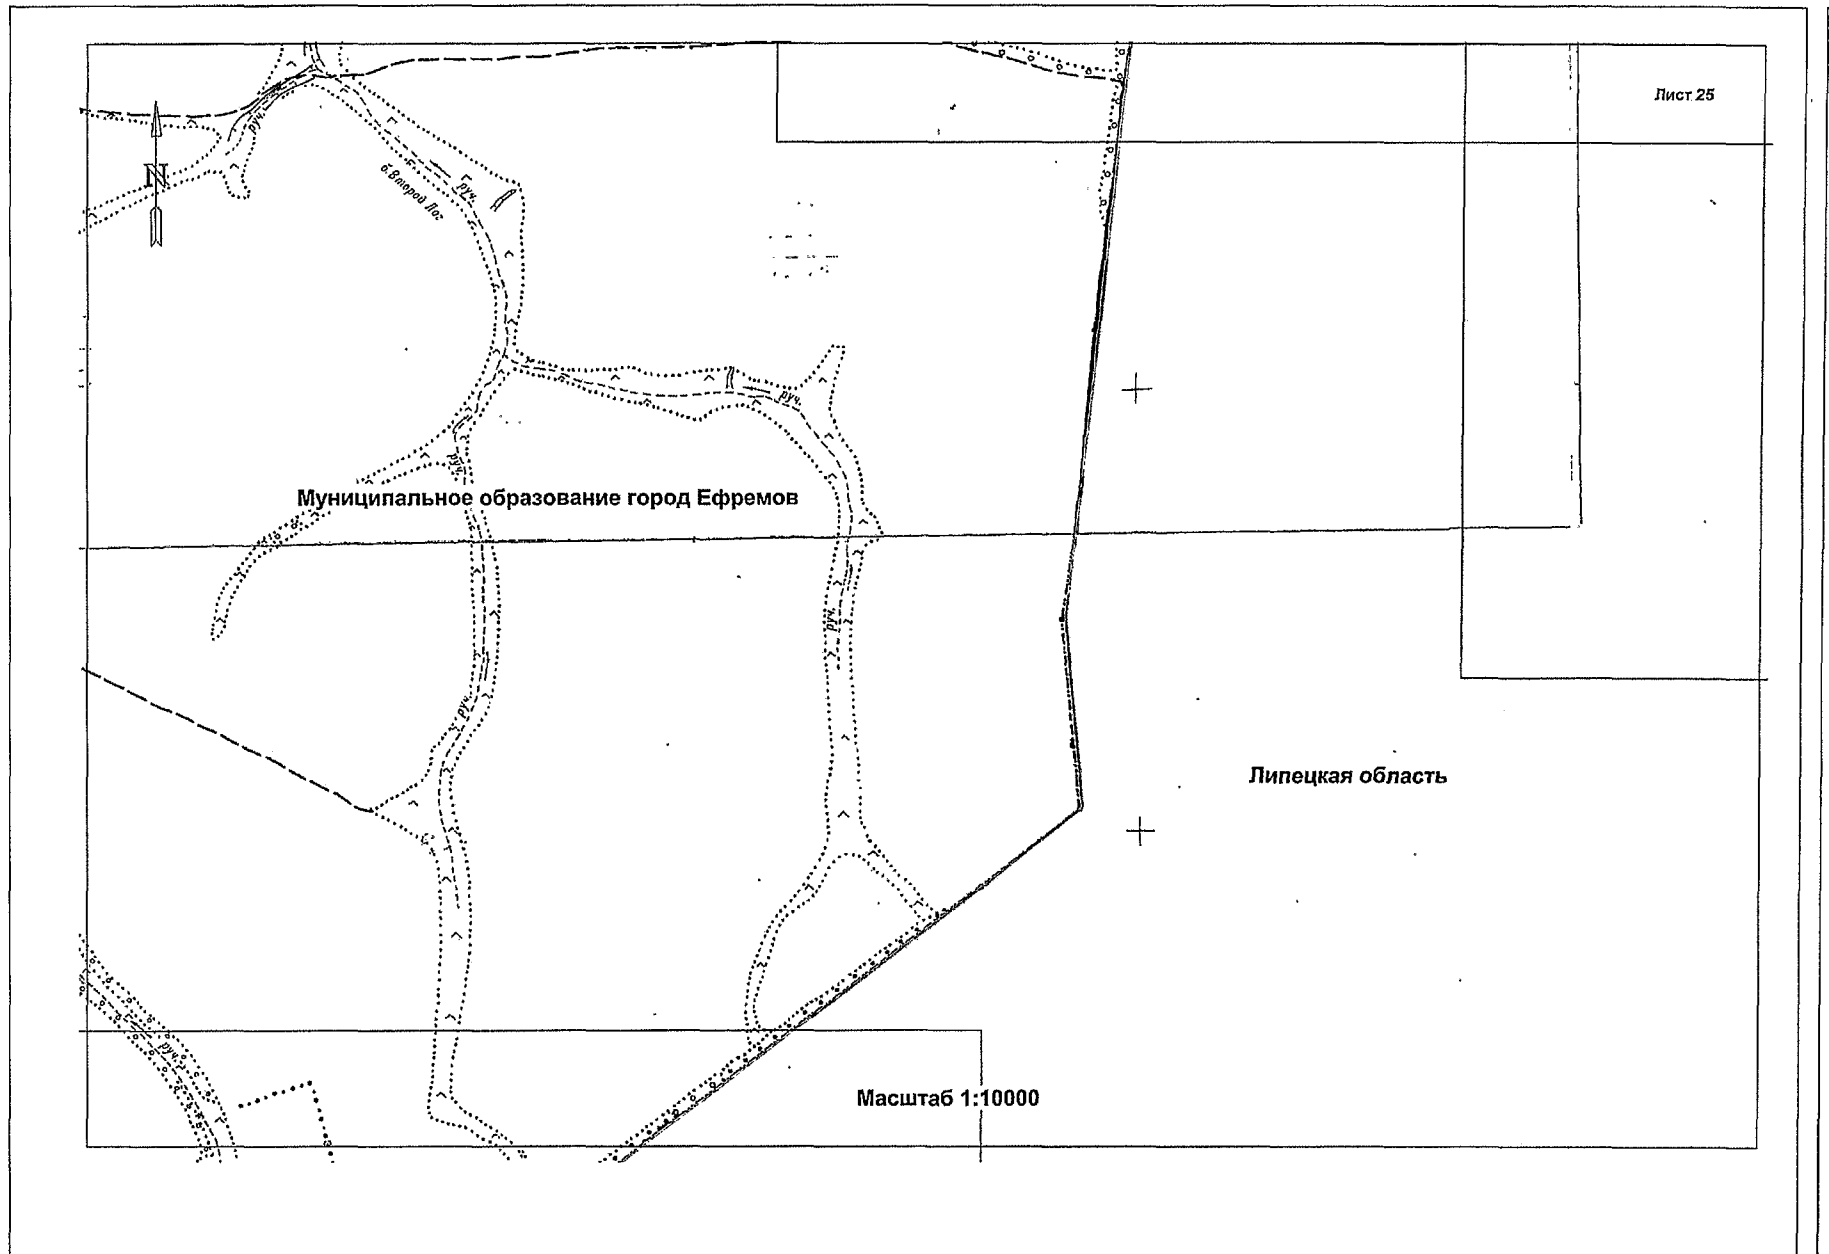 Лист 25
N
руч.
б. Второй Лог
руч.
руч.
руч.
Муниципальное образование город Ефремов
руч.
руч.
Липецкая область
руч.
Масштаб 1:10000